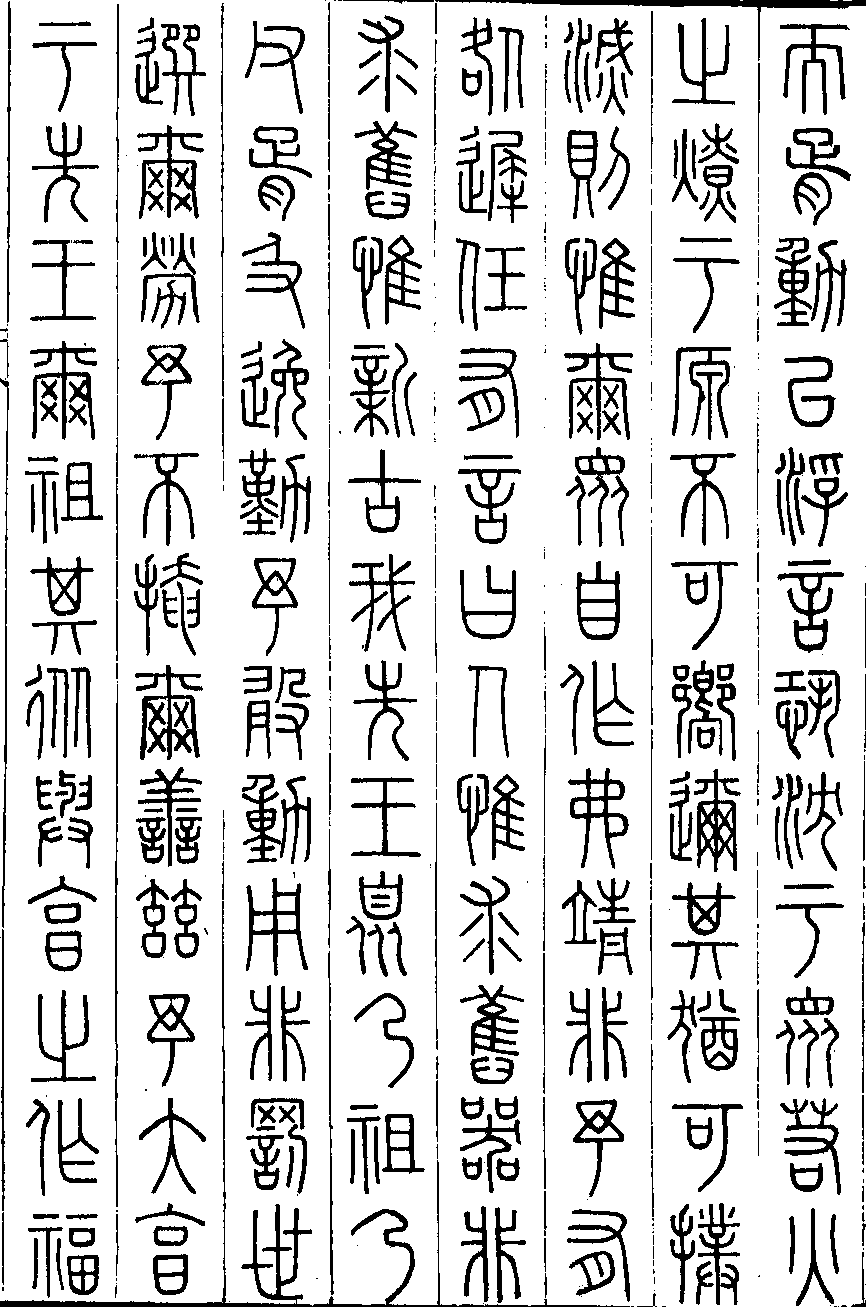 而胥動以浮言恐沈于眾若火
之燎于原不可嚮邇其猶可撲
滅則惟爾眾自作弗靖非予有
咎遲任有言曰人惟求舊器非
求舊惟新古我先王暨乃祖乃
父胥及逸勤予敢動用非罰世
選爾勞予不掩爾善茲予大享
于先王爾祖其從與享之作福